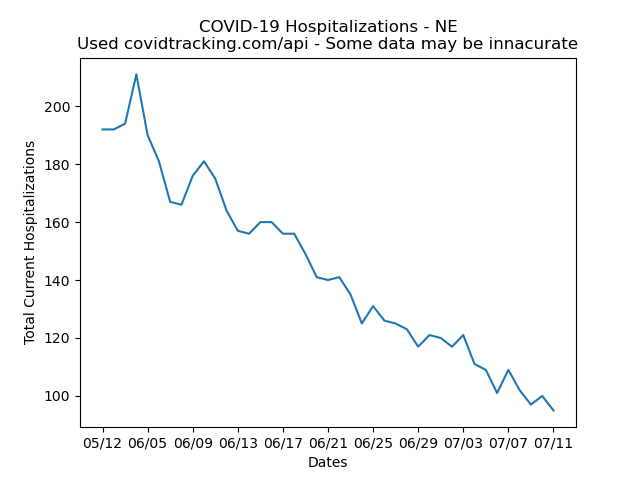 COVID-19 Hospitalizations - NE
Used covidtracking.com/api - Some data may be innacurate
200
180
160
140
120
100
Total Current Hospitalizations
05/12 06/05 06/09 06/13 06/17 06/21 06/25 06/29 07/03 07/07 07/11
Dates